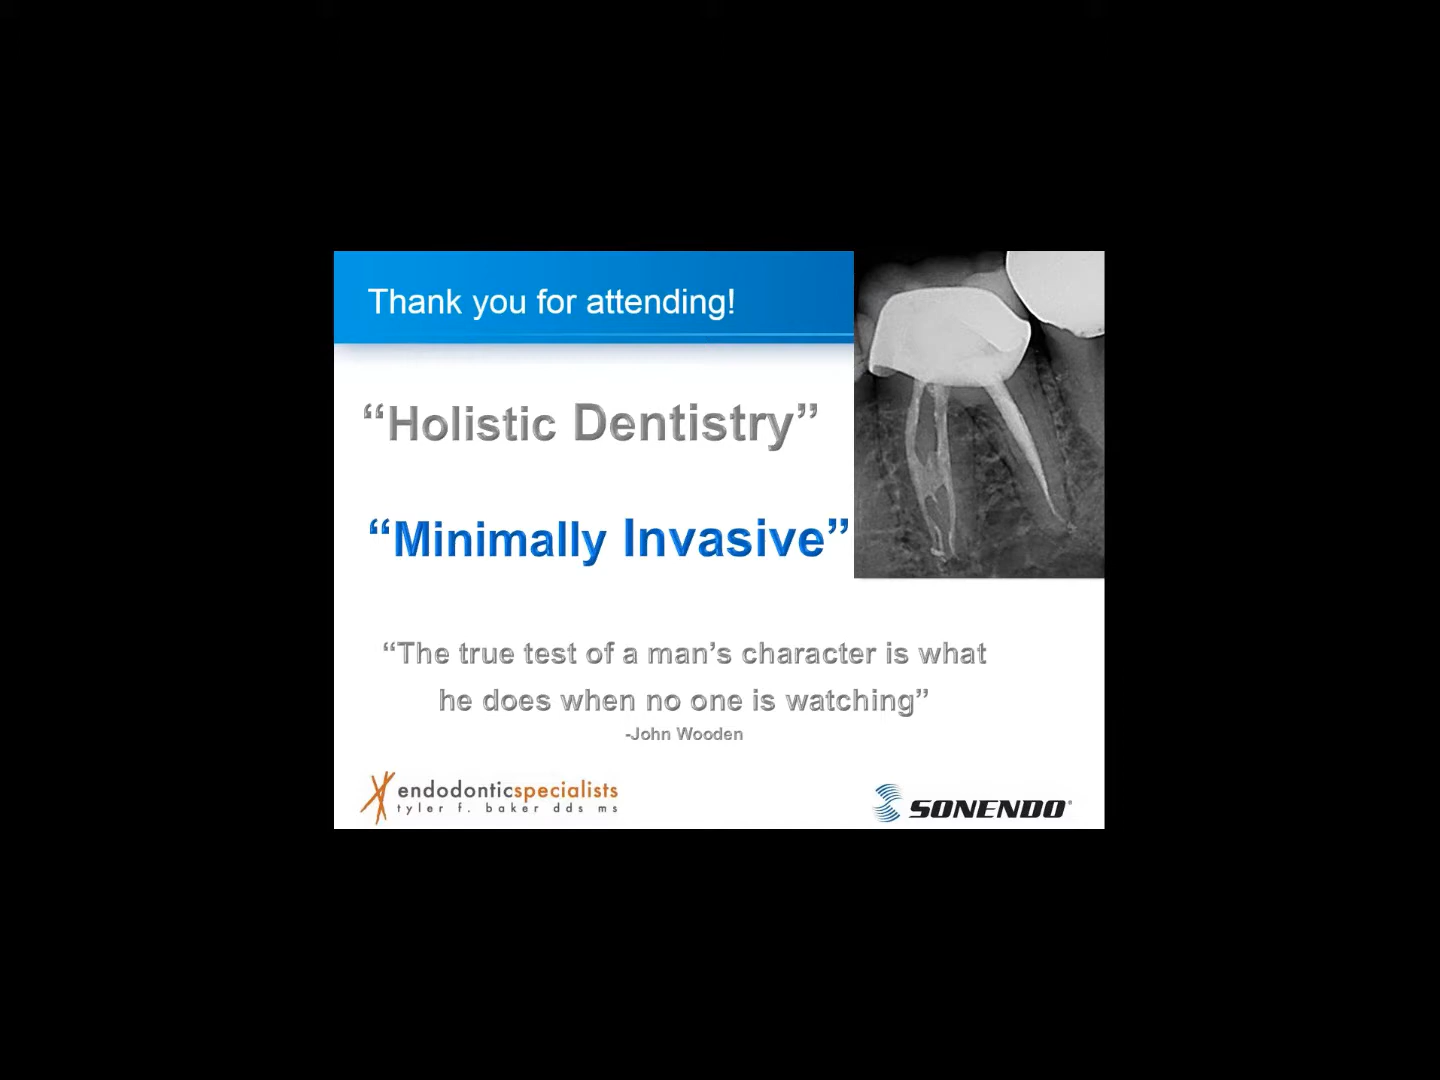 Thank you for attending!
“Holistic Dentistry”
“Minimally Invasive”
“The true test of a man’s character is what
he does when no one is watching”
-John Wooden
endodonticspecialists
tyler f. baker dds ms
SONENDO®